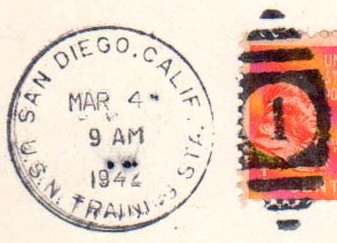 SAN DIEGO, CALIF.
MAR 4
9 AM
1942
U.S.N. TRAINING STA.
1